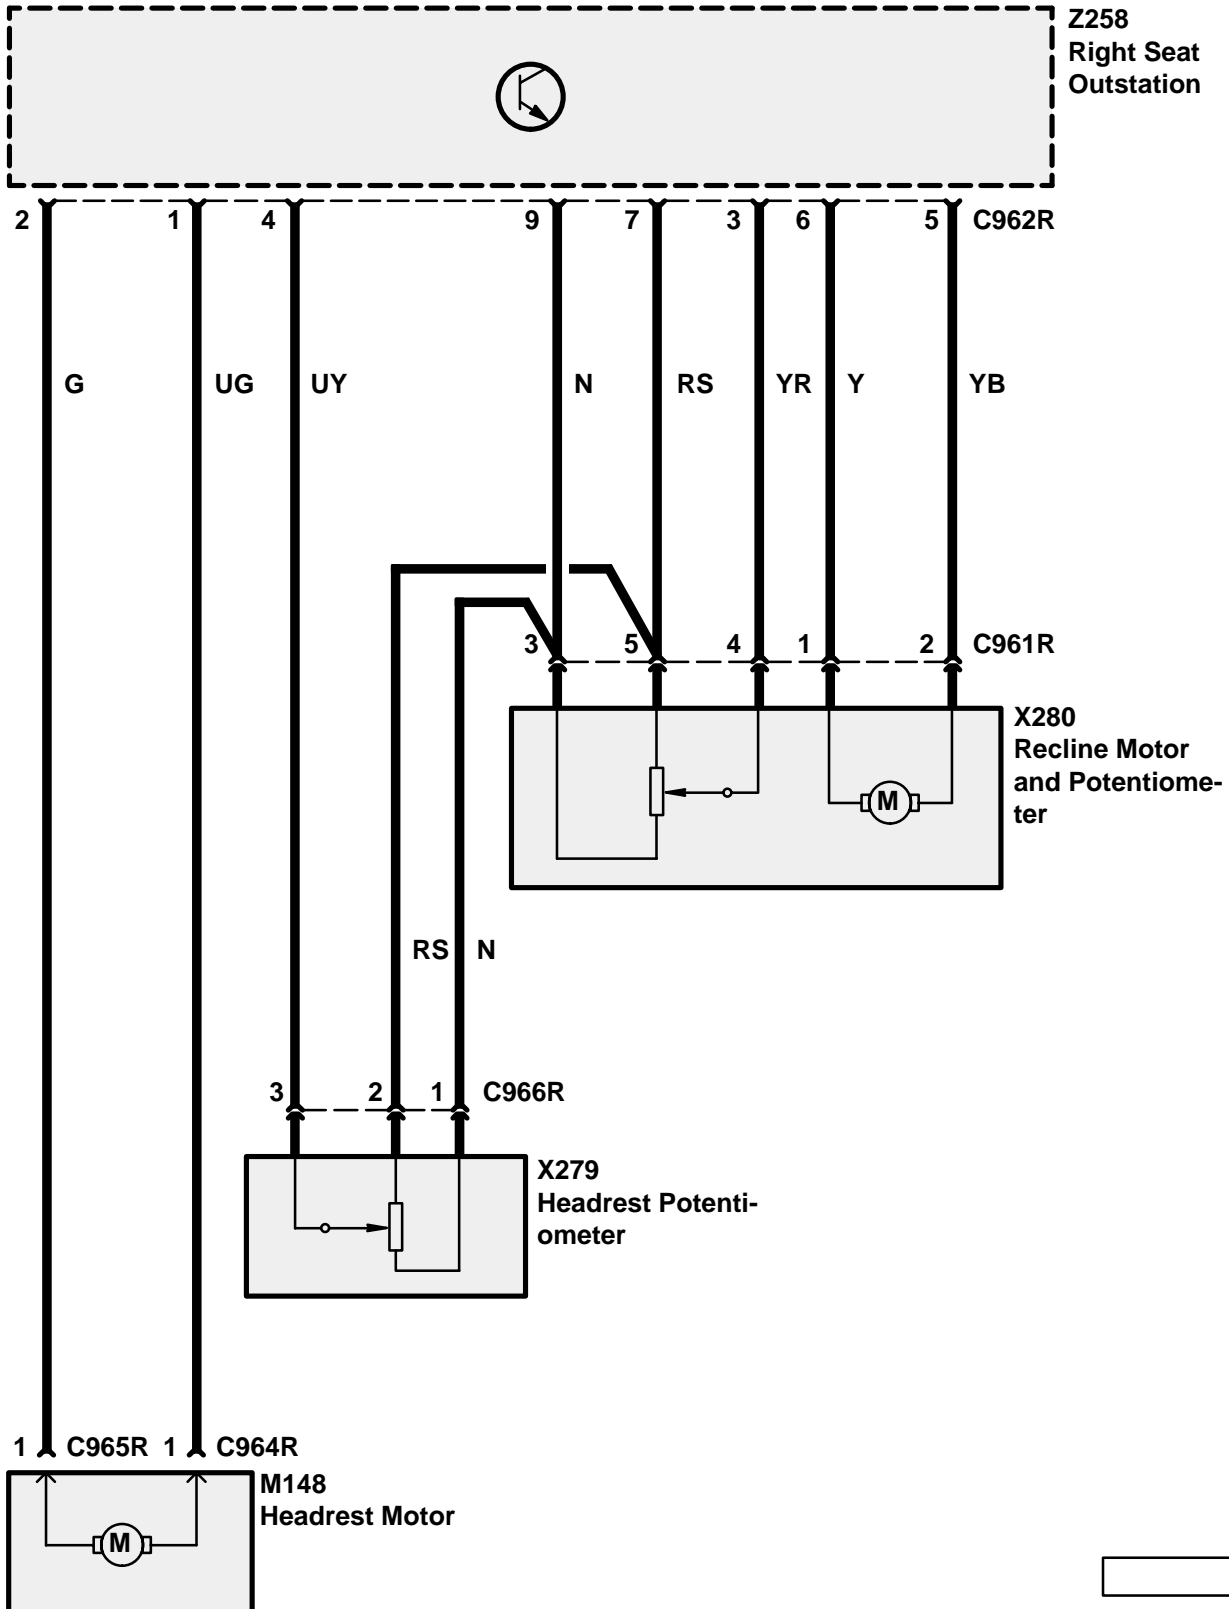 Z258
Right Seat
Outstation
2 1 4 9 7 3 6 5 C962R
G UG UY N RS YR Y YB
3 5 4 1 2 C961R
X280
Recline Motor
and Potentiome-
ter
M
RS N
3 2 1 C966R
X279
Headrest Potenti-
ometer
1 C965R 1 C964R
M148
Headrest Motor
M